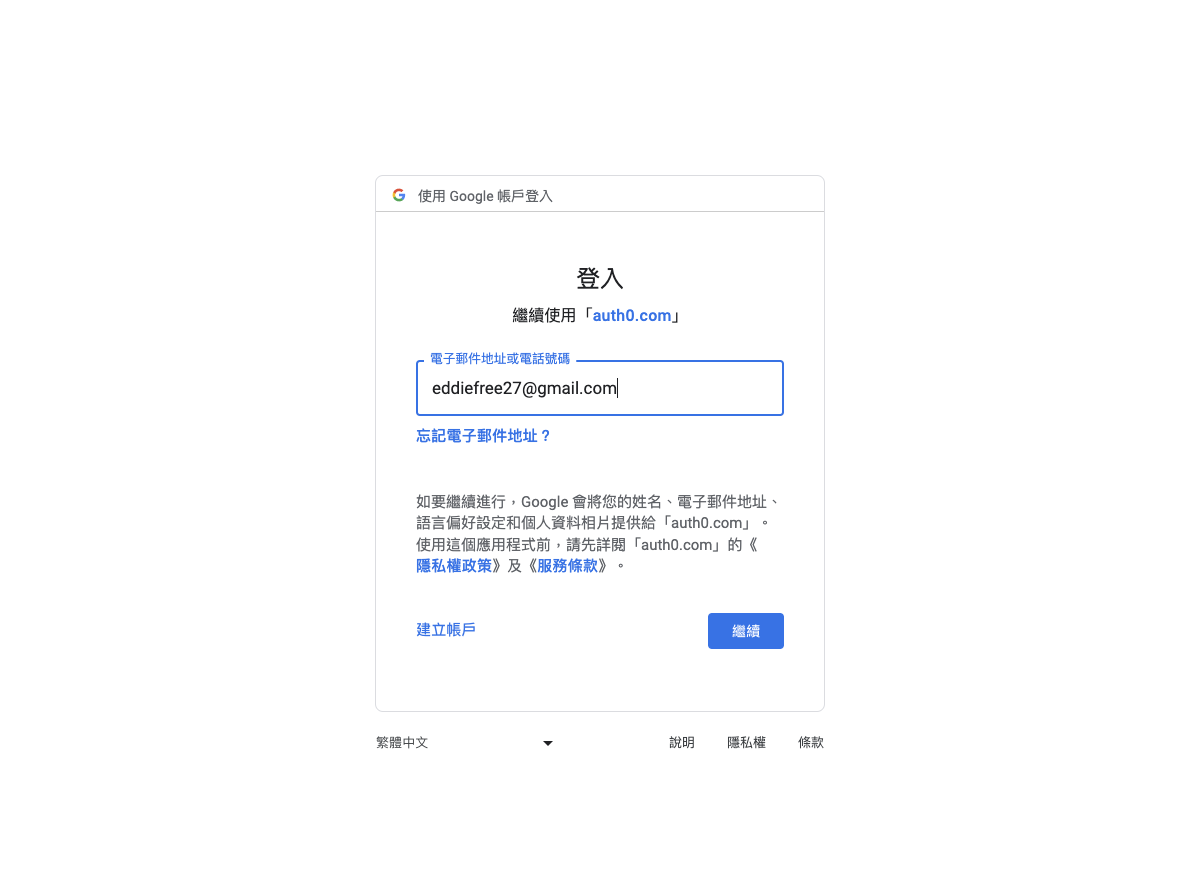 使用 Google 帳戶登入
登入
繼續使用「auth0.com」
電子郵件地址或電話號碼
eddiefree27@gmail.com
忘記電子郵件地址？
如要繼續進行，Google 會將您的姓名、電子郵件地址、
語言偏好設定和個人資料相片提供給「auth0.com」。
使用這個應用程式前，請先詳閱「auth0.com」的《
隱私權政策》及《服務條款》。
建立帳戶
繼續
繁體中文
說明
隱私權
條款